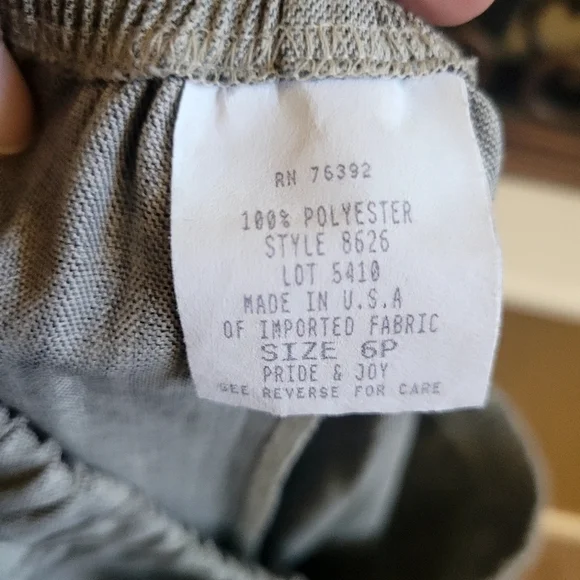 RN 76392
100% POLYESTER
STYLE 8626
LOT 5410
MADE IN U.S.A
OF IMPORTED FABRIC
SIZE 6P
PRIDE & JOY
SEE REVERSE FOR CARE